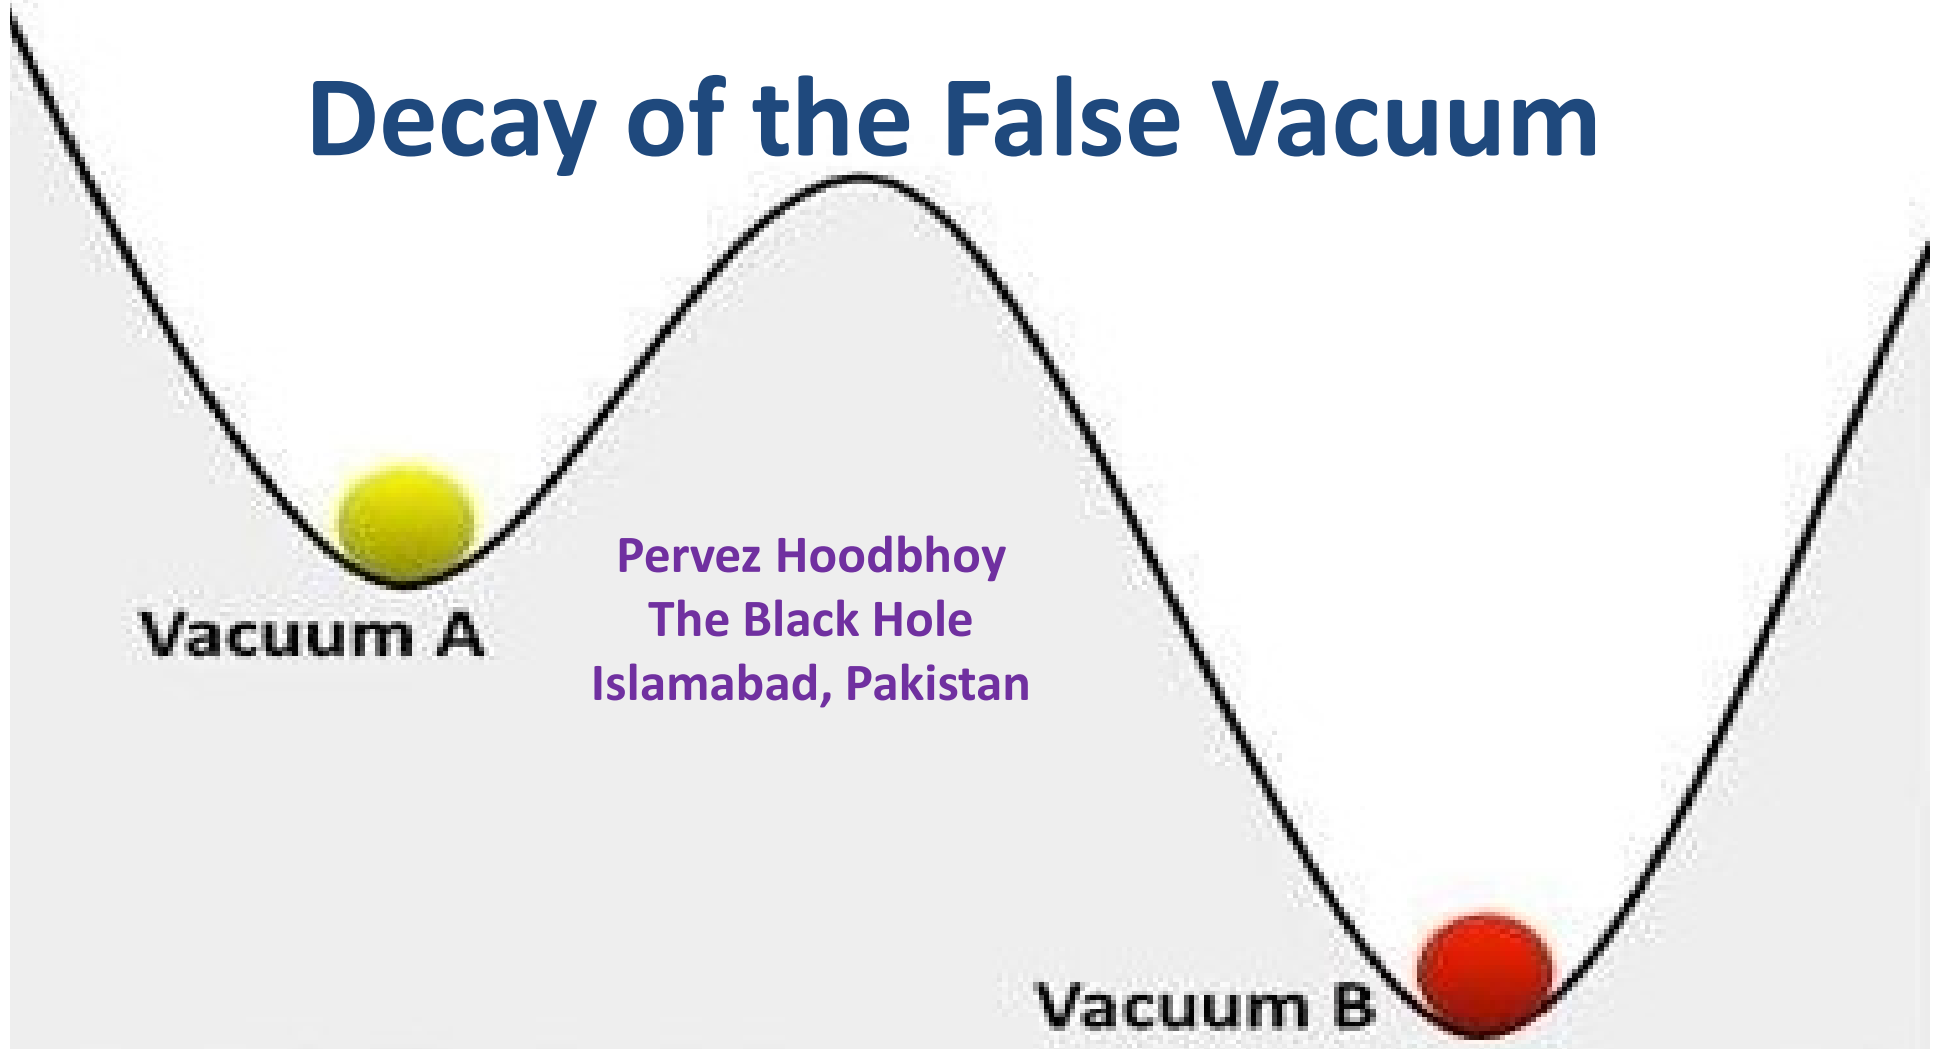 Decay of the False Vacuum
Pervez Hoodbhoy
The Black Hole
Islamabad, Pakistan
Vacuum A
Vacuum B